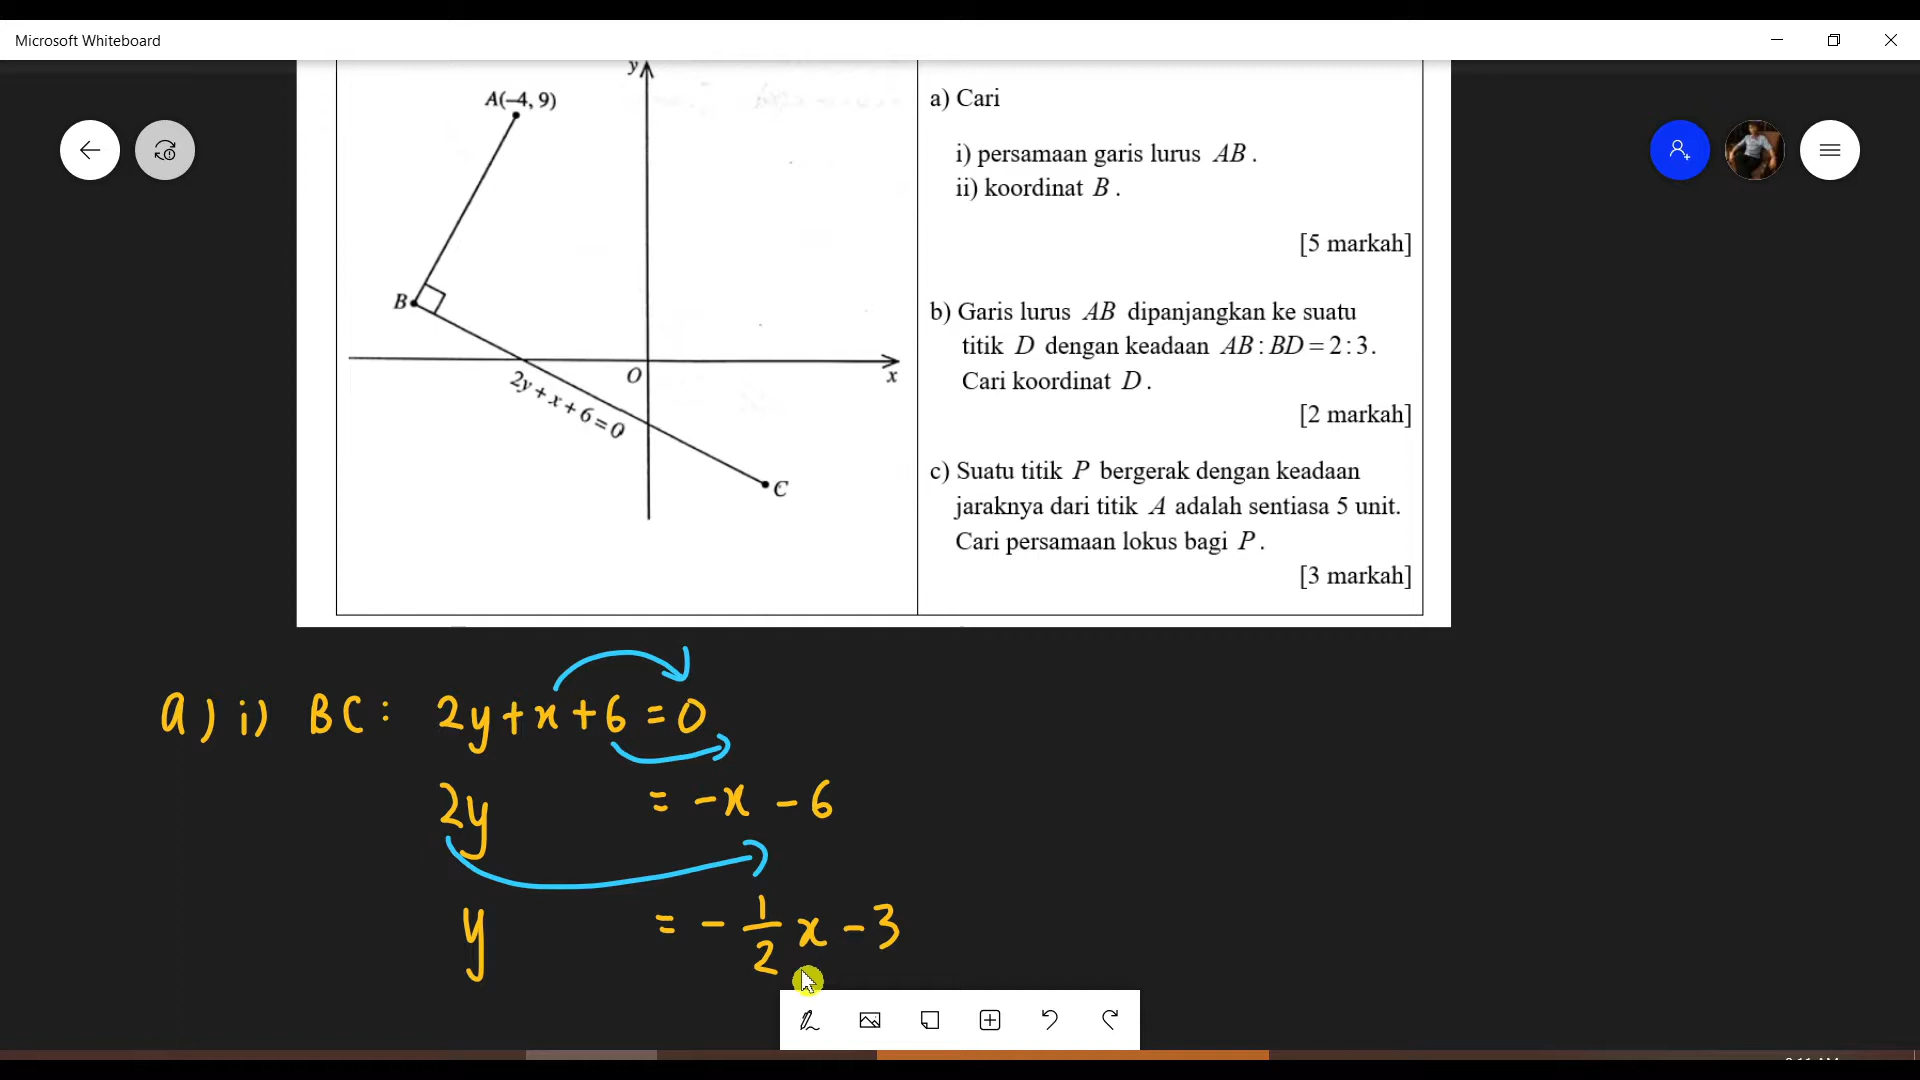 Microsoft Whiteboard
y
A(–4, 9)
B
O
x
2y + x + 6 = 0
C
a) Cari
i) persamaan garis lurus AB .
ii) koordinat B .
[5 markah]
b) Garis lurus AB dipanjangkan ke suatu
titik D dengan keadaan AB : BD = 2 : 3.
Cari koordinat D .
[2 markah]
c) Suatu titik P bergerak dengan keadaan
jaraknya dari titik A adalah sentiasa 5 unit.
Cari persamaan lokus bagi P .
[3 markah]
a) i) BC: 2y+x+6=0
2y = -x - 6
y = - 1/2 x - 3